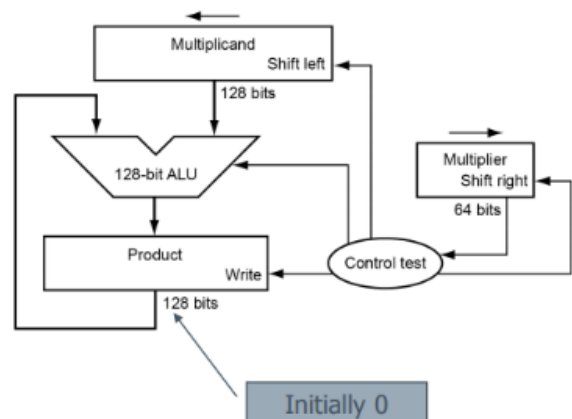 Multiplicand
Shift left
128 bits
128-bit ALU
Multiplier
Shift right
64 bits
Product
Write
Control test
128 bits
Initially 0